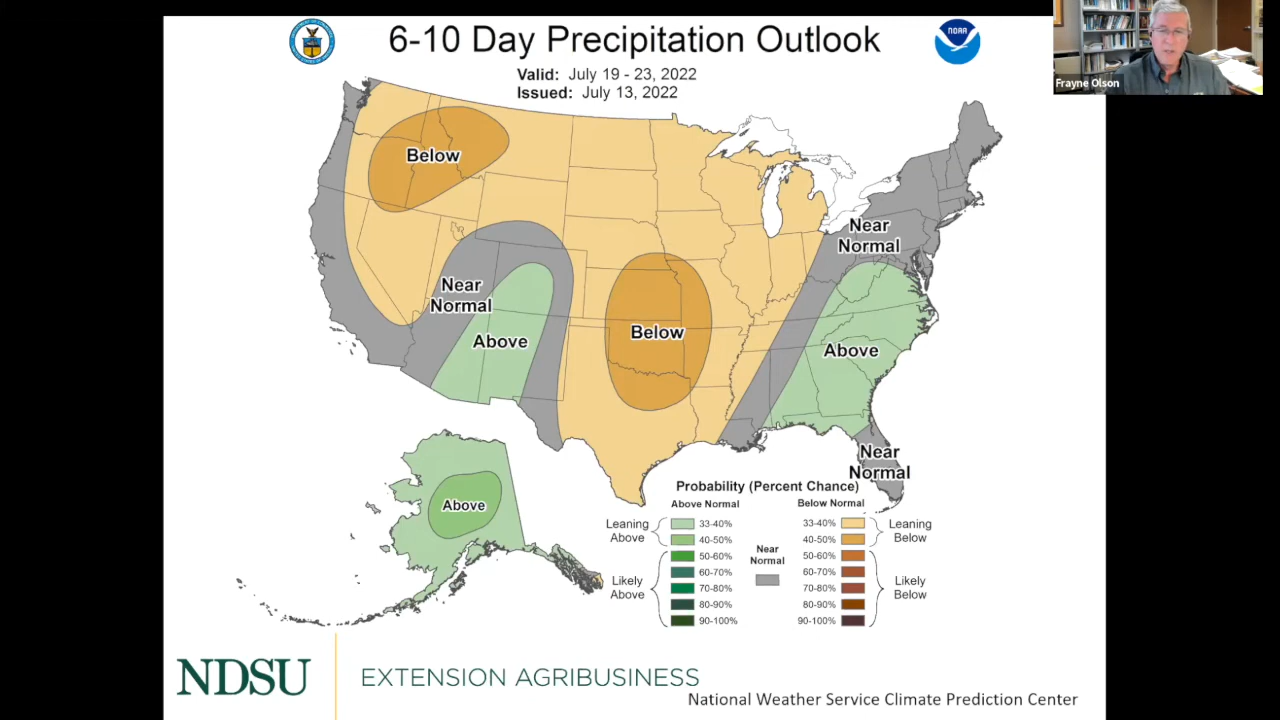 6-10 Day Precipitation Outlook
NOAA
Valid: July 19 - 23, 2022
Issued: July 13, 2022
Frayne Olson
Below
Near
Normal
Near
Normal
Above
Below
Above
Near
Normal
Above
Probability (Percent Chance)
Above Normal
Below Normal
Leaning
Above
33-40%
40-50%
Likely
Above
50-60%
60-70%
70-80%
80-90%
90-100%
Near
Normal
33-40%
40-50%
Leaning
Below
50-60%
60-70%
70-80%
80-90%
90-100%
Likely
Below
NDSU
EXTENSION AGRIBUSINESS
National Weather Service Climate Prediction Center